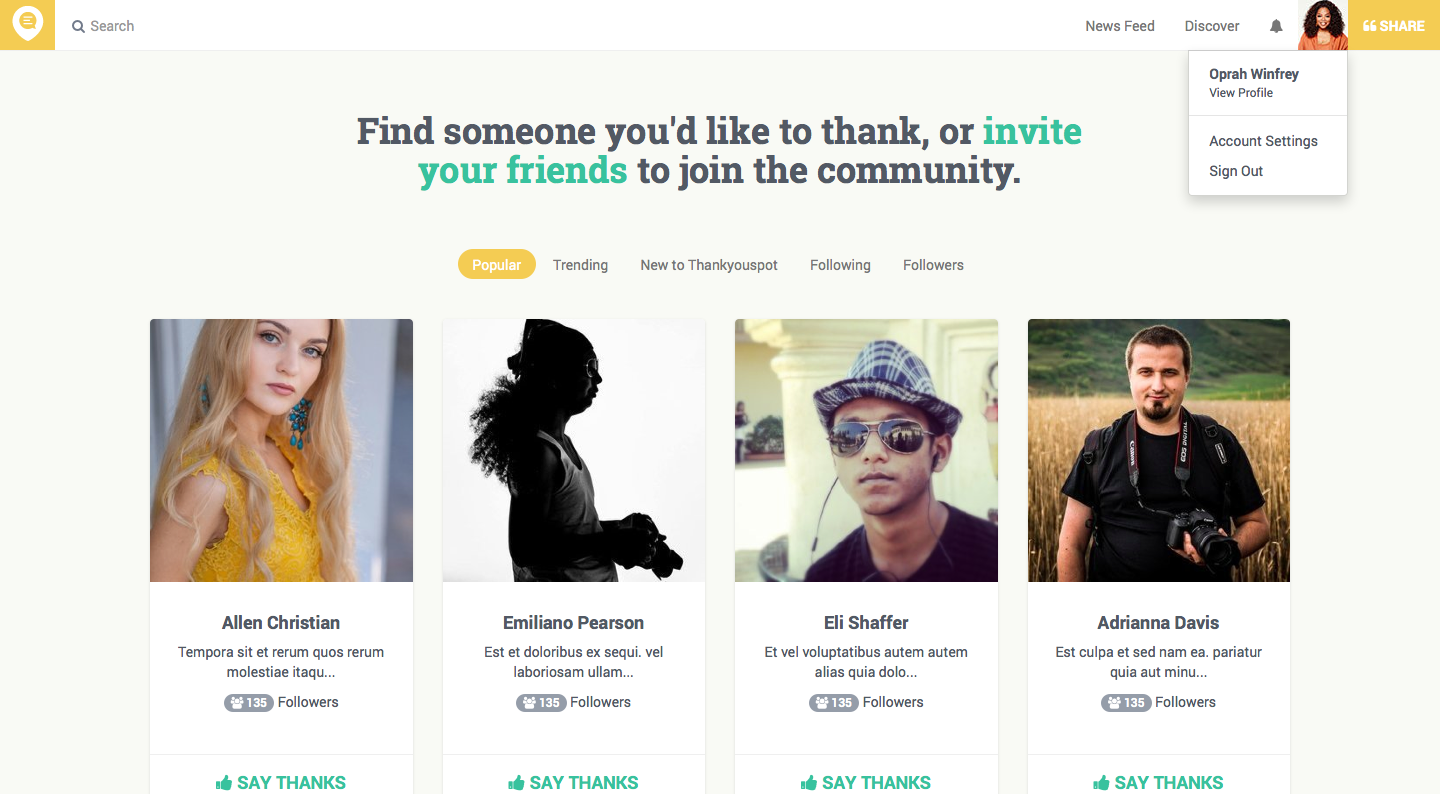 Search
News Feed
Discover
SHARE
Oprah Winfrey
View Profile
Account Settings
Sign Out
Find someone you'd like to thank, or invite
your friends to join the community.
Popular
Trending
New to Thankyouspot
Following
Followers
CANON
EOS DIGITAL
Allen Christian
Tempora sit et rerum quos rerum
molestiae itaqu...
135 Followers
SAY THANKS
Emiliano Pearson
Est et doloribus ex sequi. vel
laboriosam ullam...
135 Followers
SAY THANKS
Eli Shaffer
Et vel voluptatibus autem autem
alias quia dolo...
135 Followers
SAY THANKS
Adrianna Davis
Est culpa et sed nam ea. pariatur
quia aut minu...
135 Followers
SAY THANKS